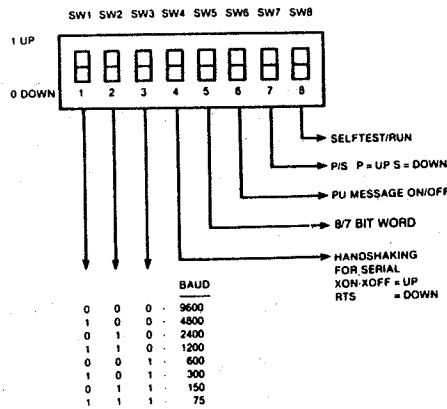 SW1 SW2 SW3 SW4 SW5 SW6 SW7 SW8
1 UP
0 DOWN
1 2 3 4 5 6 7 8
SELFTEST/RUN
P/S P = UP S = DOWN
PU MESSAGE ON/OFF
8/7 BIT WORD
HANDSHAKING
FOR SERIAL
XON-XOFF = UP
RTS = DOWN
BAUD
0 0 0 9600
1 0 0 4800
0 1 0 2400
1 1 0 1200
0 0 1 600
1 0 1 300
0 1 1 150
1 1 1 75